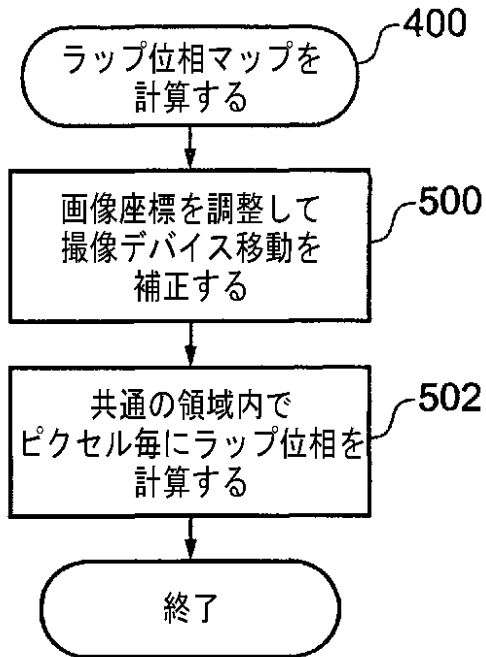 400
ラップ位相マップを
計算する
500
画像座標を調整して
撮像デバイス移動を
補正する
502
共通の領域内で
ピクセル毎にラップ位相を
計算する
終了